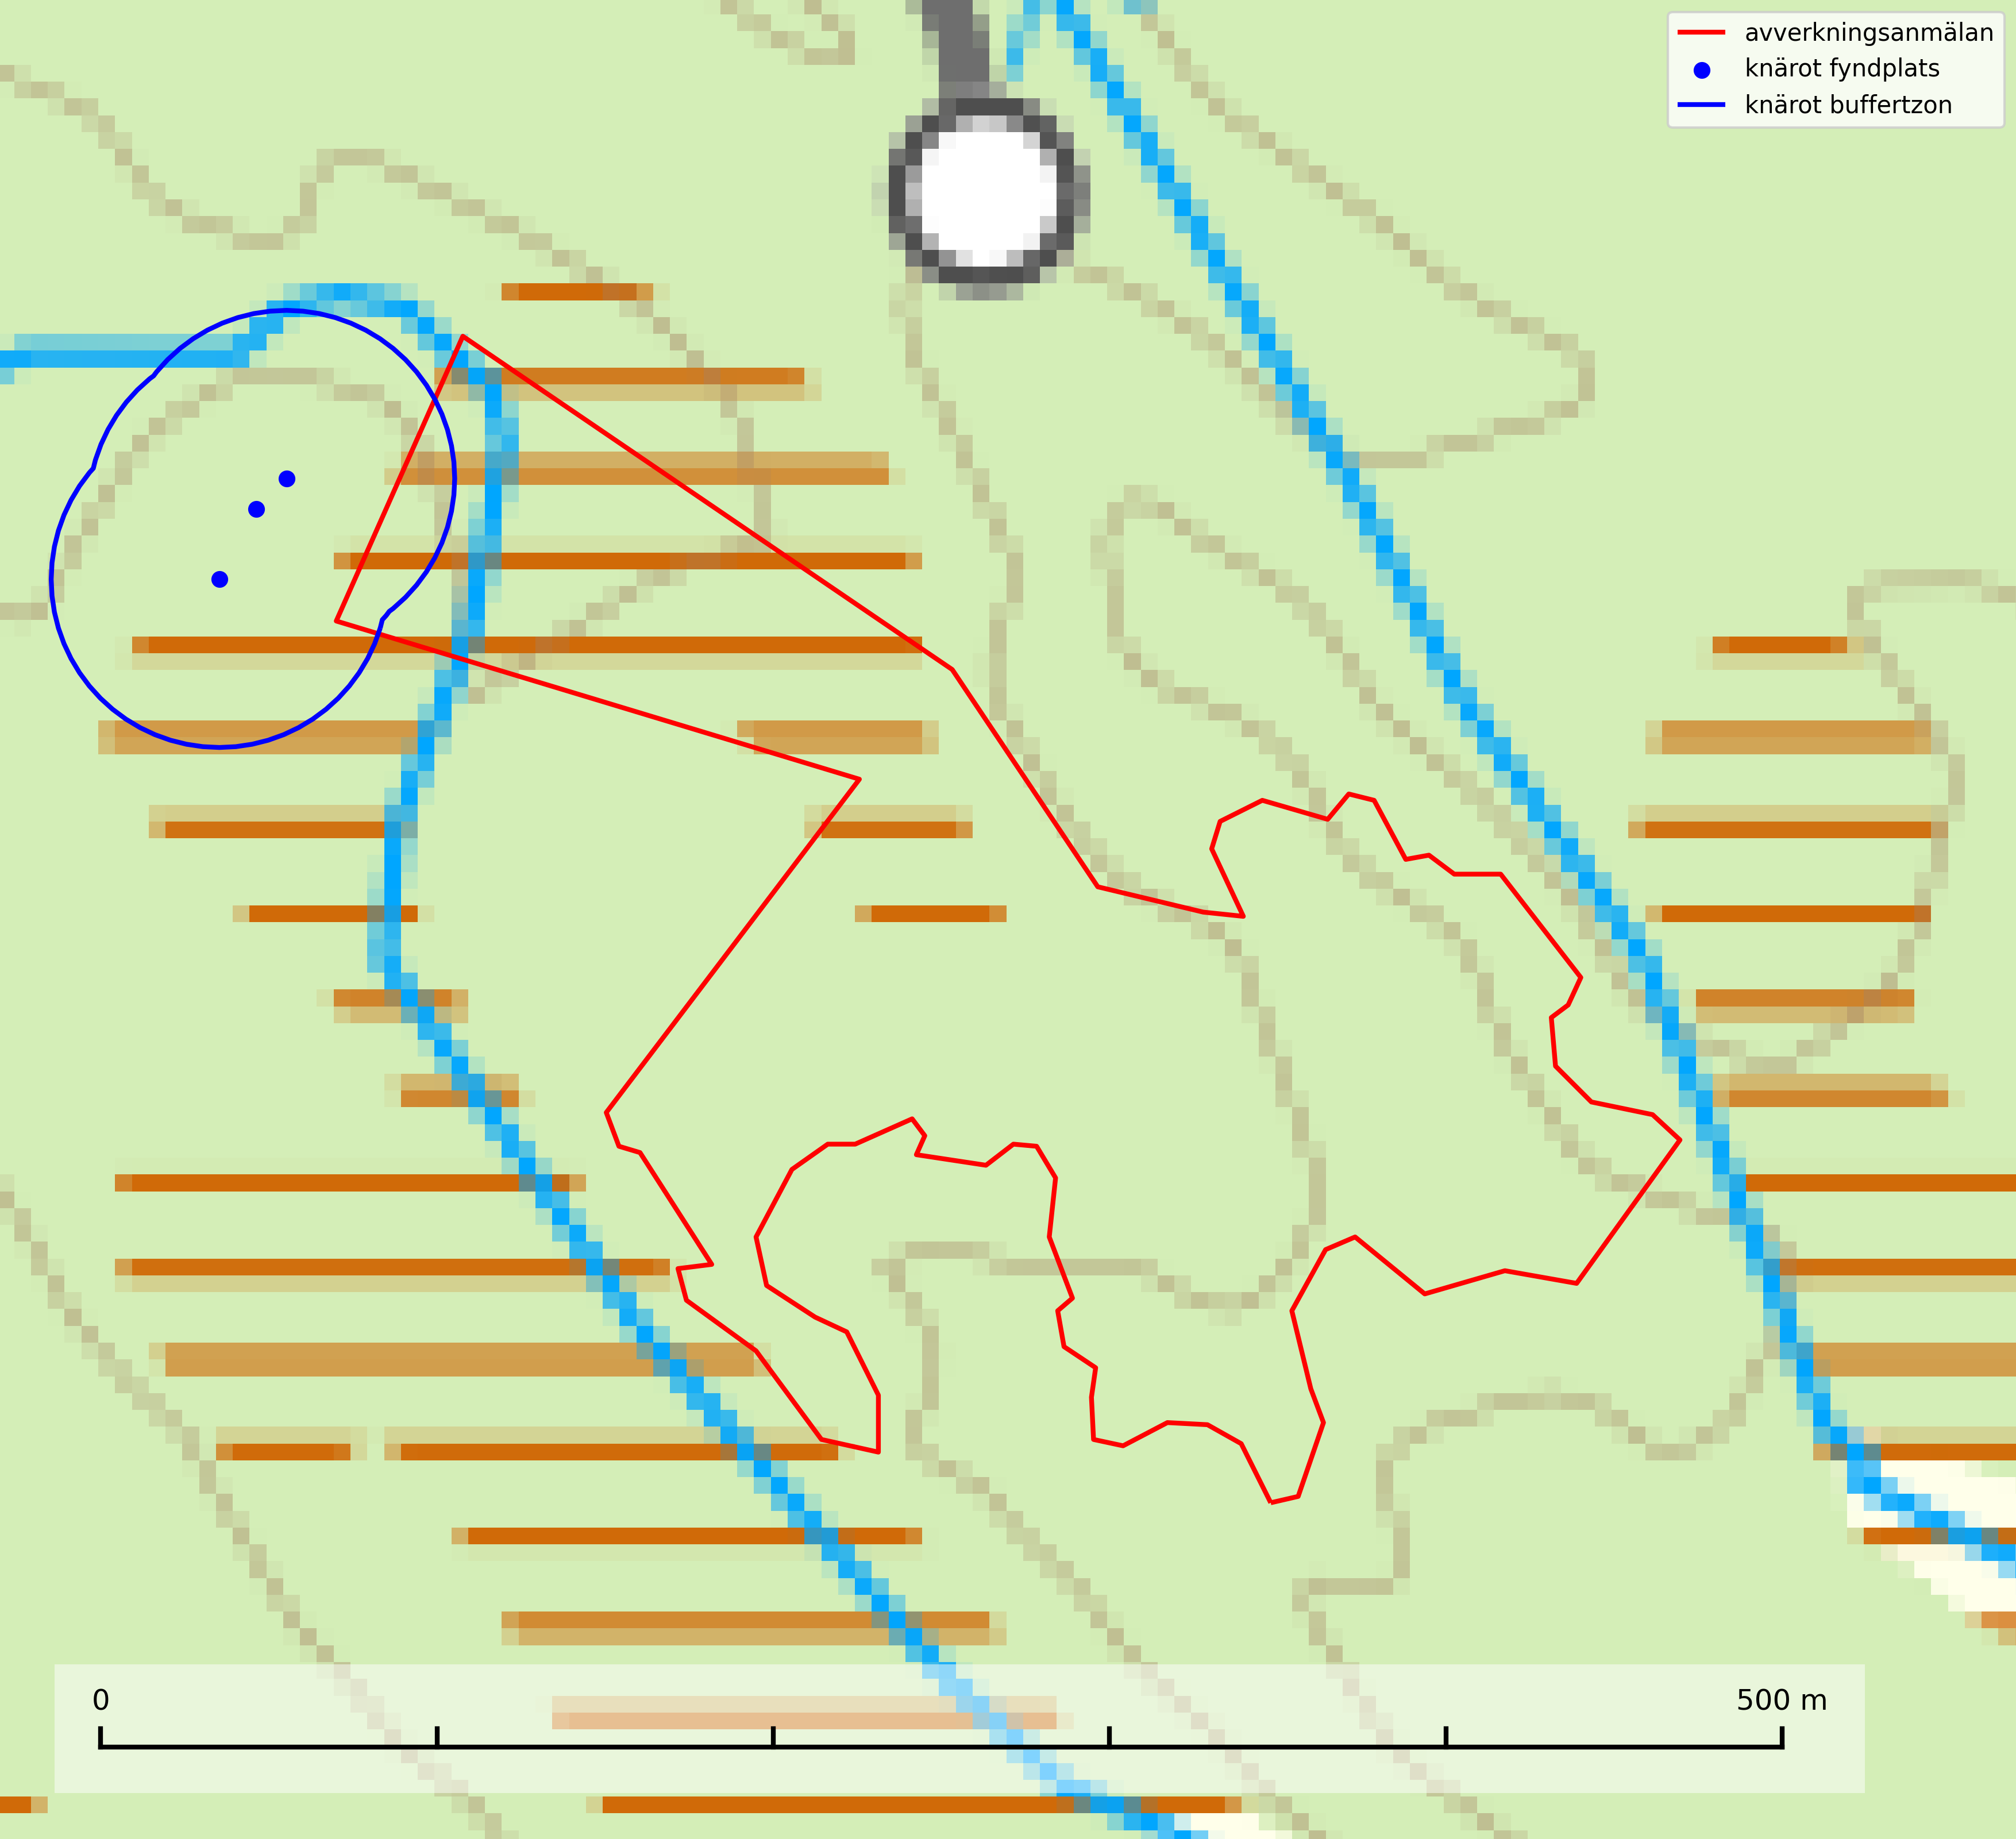 avverkningsanmälan
knärot fyndplats
knärot buffertzon
0
500 m